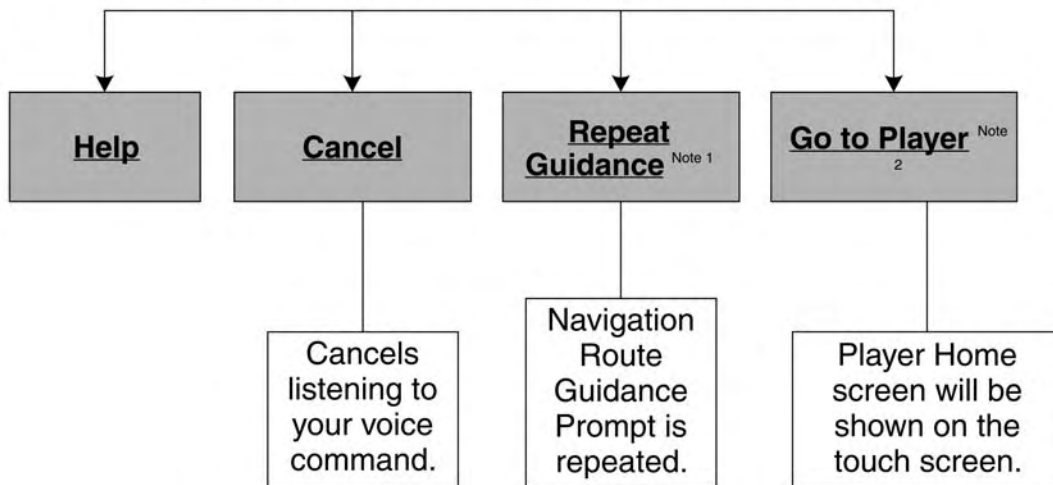 Help
Cancel
Repeat
Guidance Note 1
Go to Player Note
2
Cancels
listening to
your voice
command.
Navigation
Route
Guidance
Prompt is
repeated.
Player Home
screen will be
shown on the
touch screen.